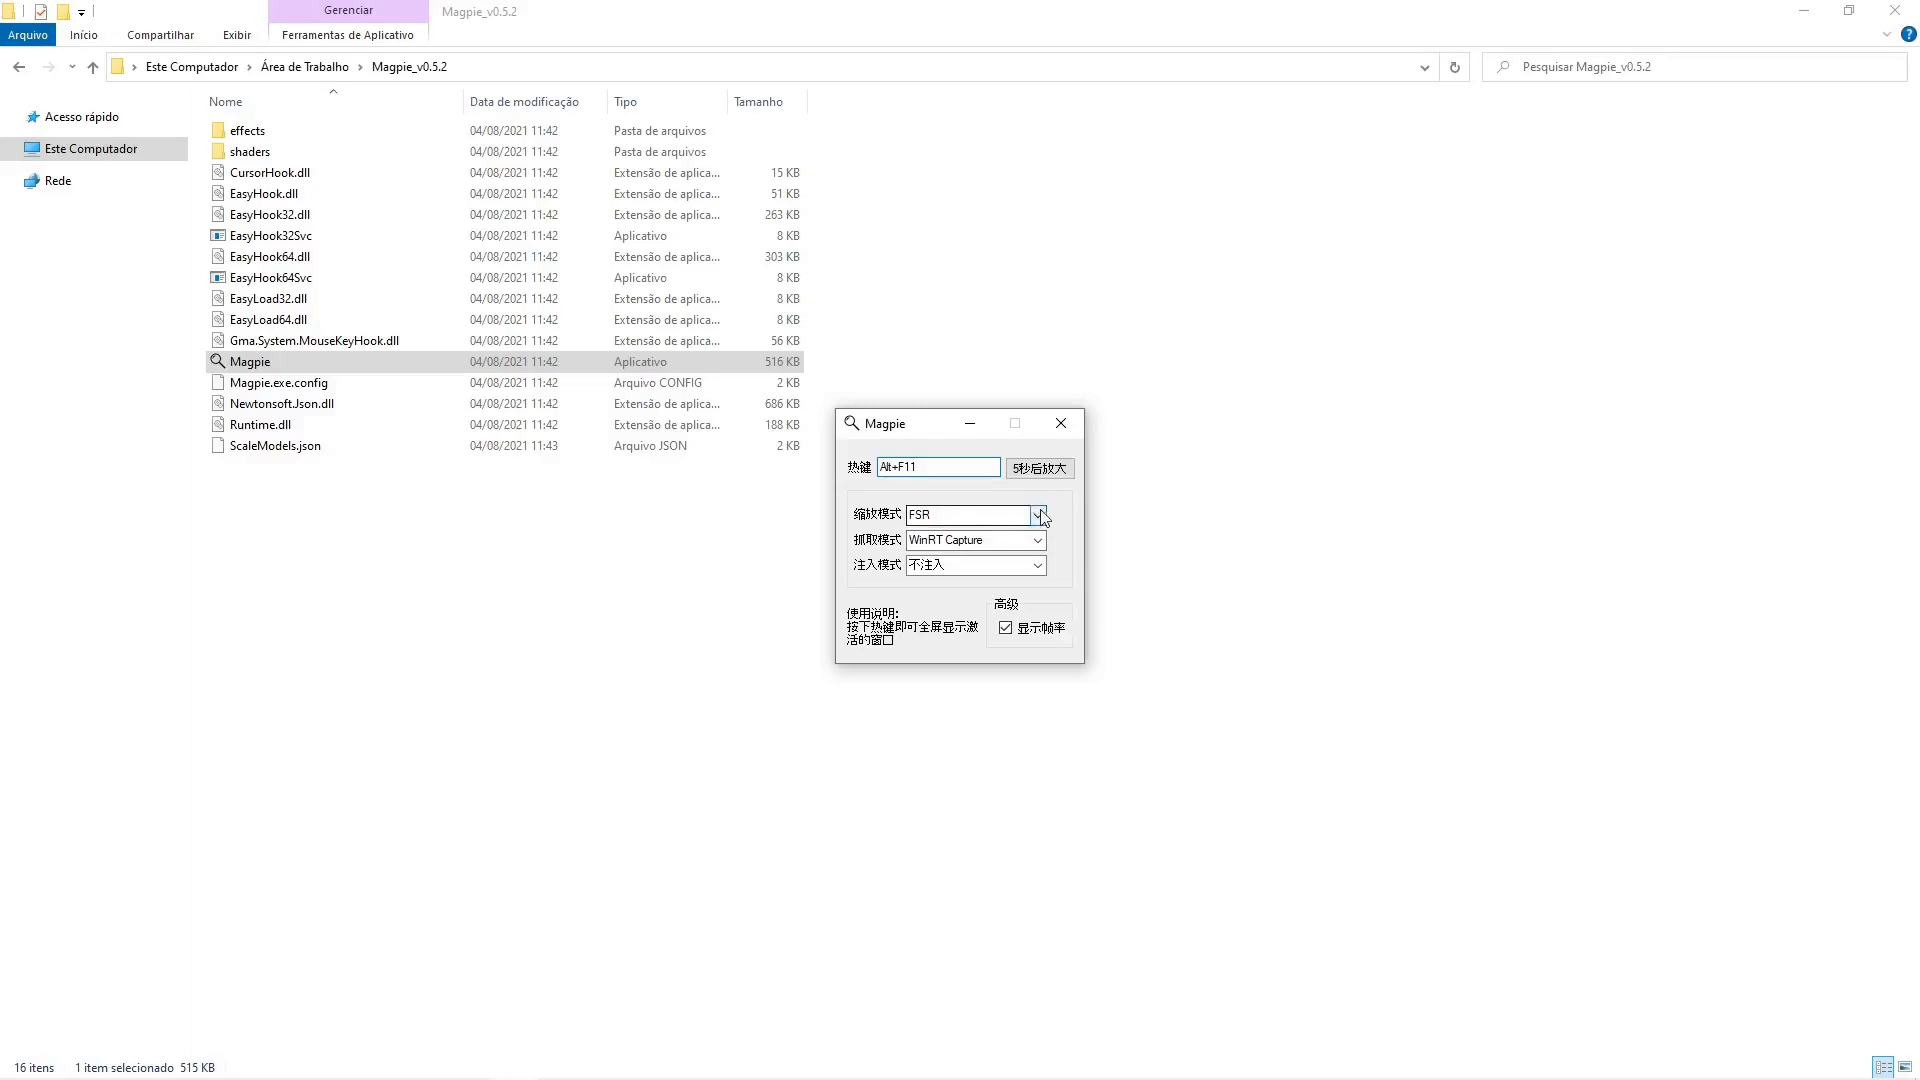 Gerenciar
Magpie_v0.5.2
Arquivo
Início
Compartilhar
Exibir
Ferramentas de Aplicativo
Este Computador
Área de Trabalho
Magpie_v0.5.2
Pesquisar Magpie_v0.5.2
Acesso rápido
Este Computador
Rede
Nome Data de modificação Tipo Tamanho
effects 04/08/2021 11:42 Pasta de arquivos
shaders 04/08/2021 11:42 Pasta de arquivos
CursorHook.dll 04/08/2021 11:42 Extensão de aplica... 15 KB
EasyHook.dll 04/08/2021 11:42 Extensão de aplica... 51 KB
EasyHook32.dll 04/08/2021 11:42 Extensão de aplica... 263 KB
EasyHook32Svc 04/08/2021 11:42 Aplicativo 8 KB
EasyHook64.dll 04/08/2021 11:42 Extensão de aplica... 303 KB
EasyHook64Svc 04/08/2021 11:42 Aplicativo 8 KB
EasyLoad32.dll 04/08/2021 11:42 Extensão de aplica... 8 KB
EasyLoad64.dll 04/08/2021 11:42 Extensão de aplica... 8 KB
Gma.System.MouseKeyHook.dll 04/08/2021 11:42 Extensão de aplica... 56 KB
Magpie 04/08/2021 11:42 Aplicativo 516 KB
Magpie.exe.config 04/08/2021 11:42 Arquivo CONFIG 2 KB
Newtonsoft.Json.dll 04/08/2021 11:42 Extensão de aplica... 686 KB
Runtime.dll 04/08/2021 11:42 Extensão de aplica... 188 KB
ScaleModels.json 04/08/2021 11:43 Arquivo JSON 2 KB
Magpie
热键 Alt+F11 5秒后放大
缩放模式 FSR
抓取模式 WinRT Capture
注入模式 不注入
使用说明:
按下热键即可全屏显示激
活的窗口
高级
显示帧率
16 itens 1 item selecionado 515 KB